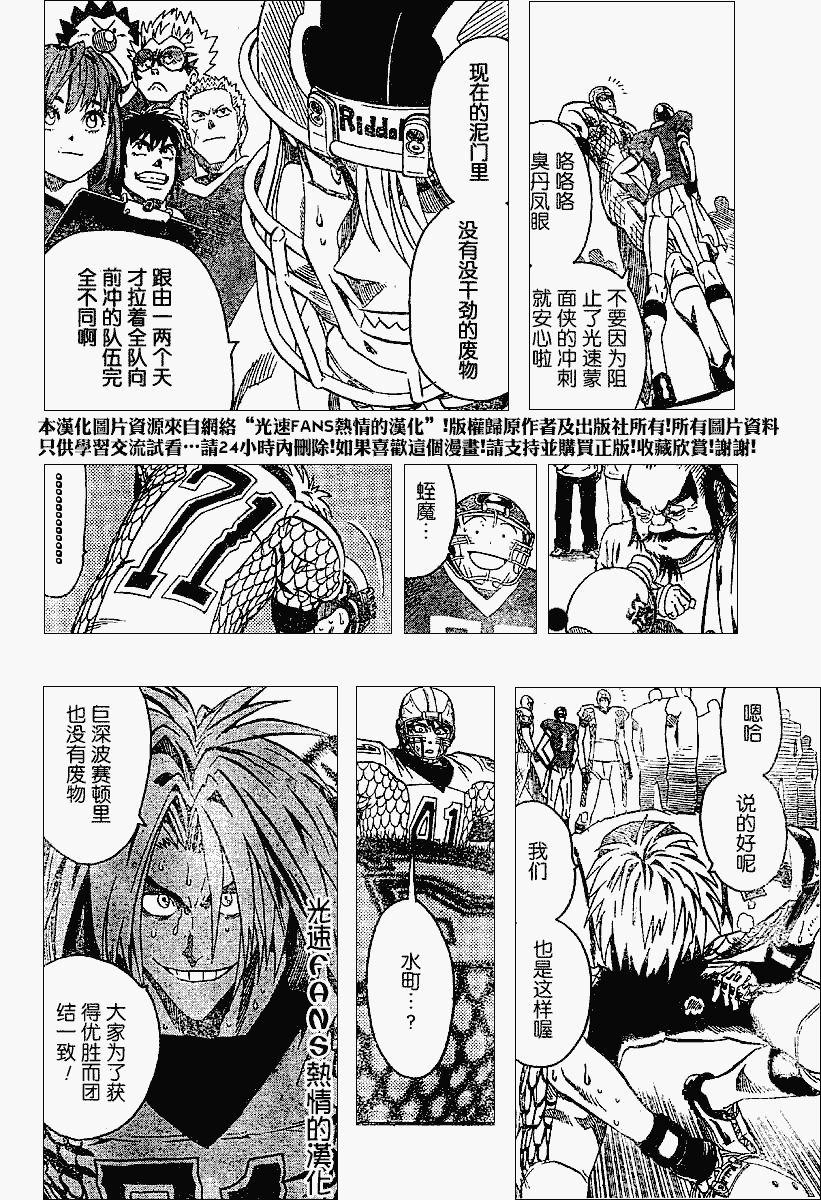 咯咯咯
臭丹凤眼
不要因为阻
止了光速蒙
面侠的冲刺
就安心啦
1
现在的泥门里
没有没干劲的废物
Riddell
跟由一两个天
才拉着全队向
前冲的队伍完
全不同啊
本漢化圖片資源來自網絡“光速FANS熱情的漢化”!版權歸原作者及出版社所有!所有圖片資料
只供學習交流試看…請24小時內刪除!如果喜歡這個漫畫!請支持並購買正版!收藏欣賞!謝謝!
蛭魔…
71
。。。。。。。。。。。。
嗯哈
说的好呢
1
我们
也是这样喔
41
水町…?
巨深波赛顿里
也没有废物
大家为了获
得优胜而团
结一致!
光速FANS熱情的漢化